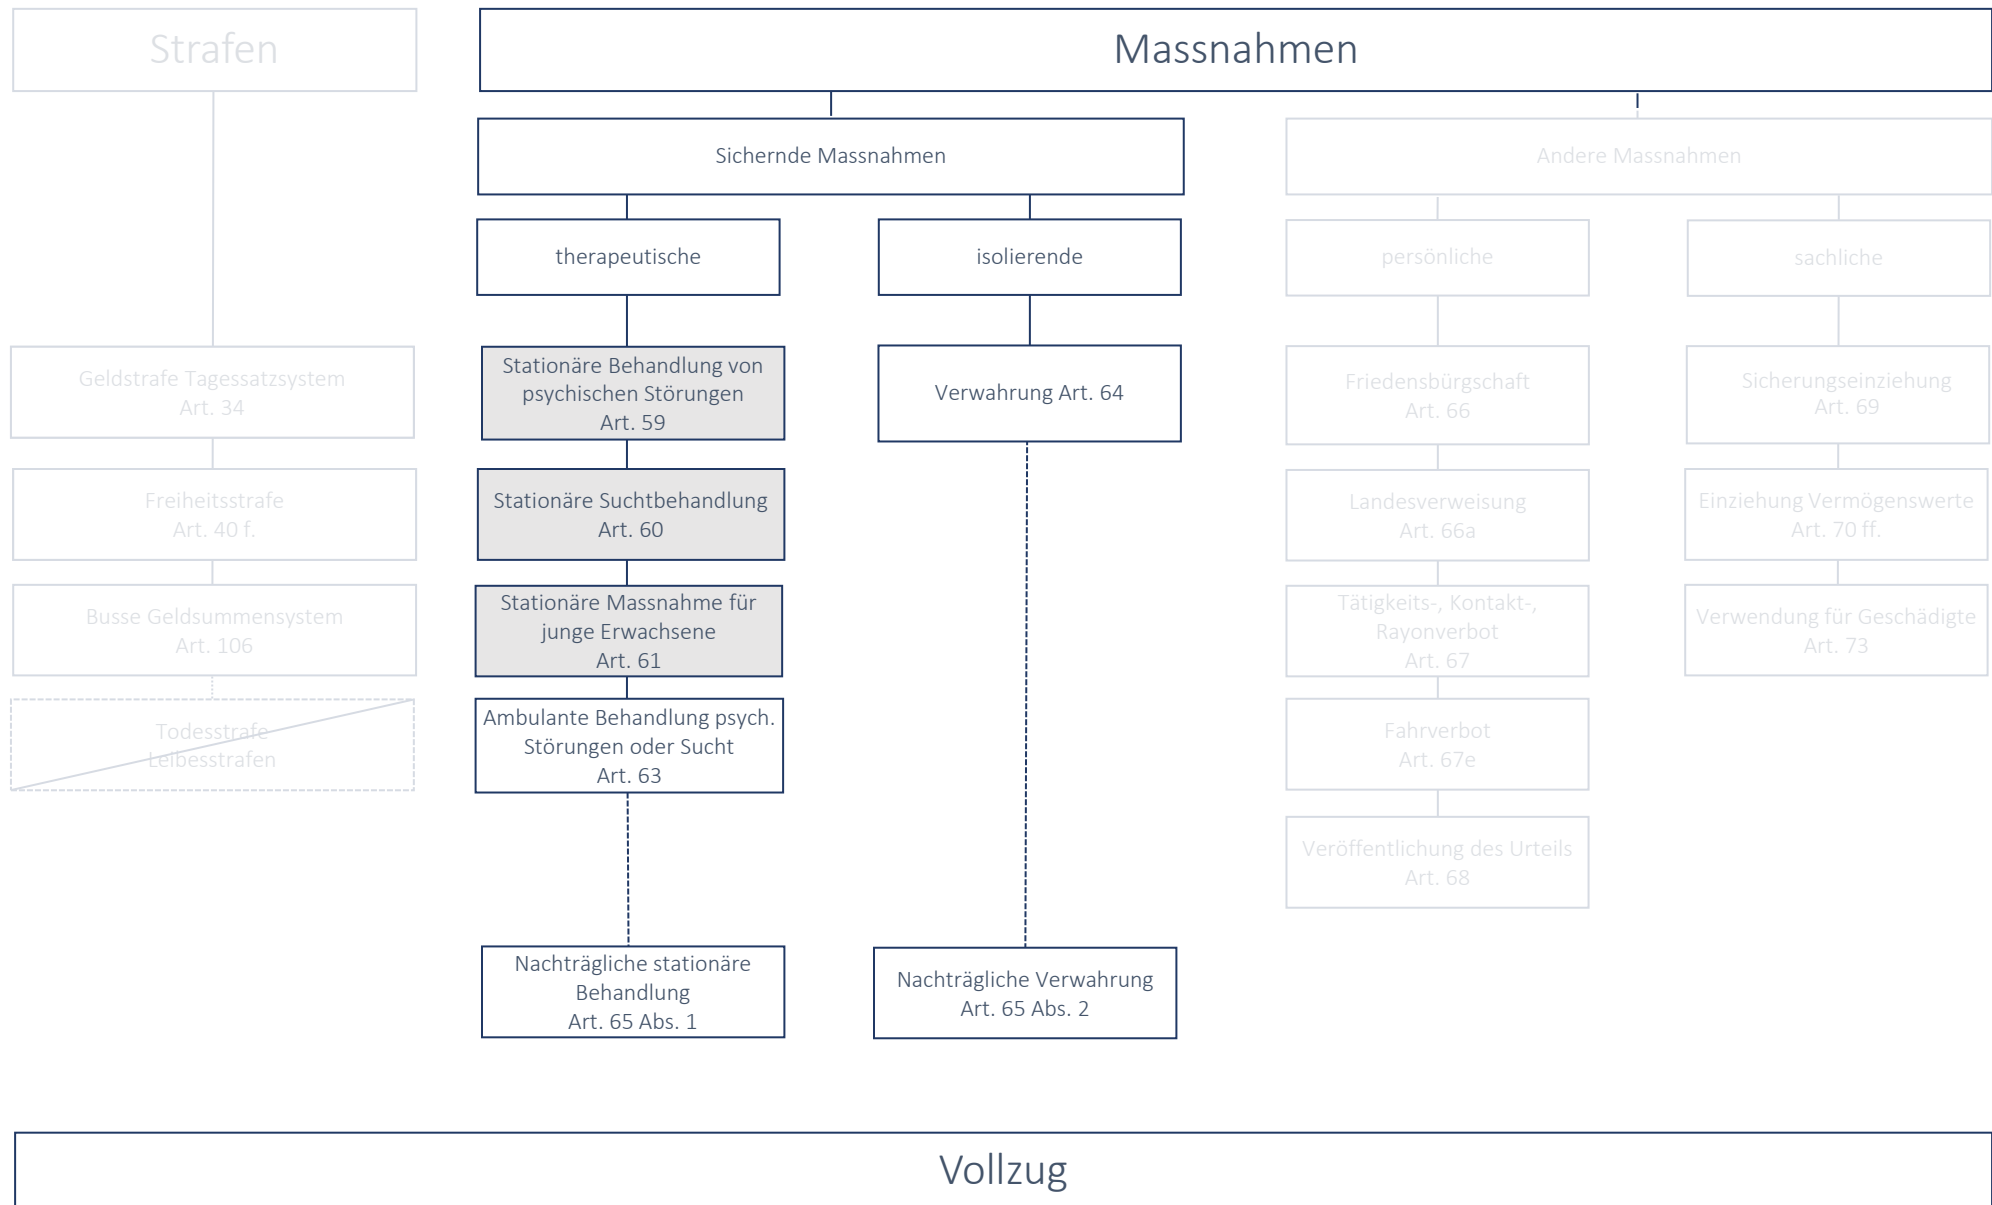 Strafen
Massnahmen
Sichernde Massnahmen
Andere Massnahmen
therapeutische
isolierende
persönliche
sachliche
Geldstrafe Tagessatzsystem
Art. 34
Freiheitsstrafe
Art. 40 f.
Busse Geldsummensystem
Art. 106
Todesstrafe
Leibesstrafen
Stationäre Behandlung von
psychischen Störungen
Art. 59
Stationäre Suchtbehandlung
Art. 60
Stationäre Massnahme für
junge Erwachsene
Art. 61
Ambulante Behandlung psych.
Störungen oder Sucht
Art. 63
Nachträgliche stationäre
Behandlung
Art. 65 Abs. 1
Verwahrung Art. 64
Nachträgliche Verwahrung
Art. 65 Abs. 2
Friedensbürgschaft
Art. 66
Landesverweisung
Art. 66a
Tätigkeits-, Kontakt-,
Rayonverbot
Art. 67
Fahrverbot
Art. 67e
Veröffentlichung des Urteils
Art. 68
Sicherungseinziehung
Art. 69
Einziehung Vermögenswerte
Art. 70 ff.
Verwendung für Geschädigte
Art. 73
Vollzug